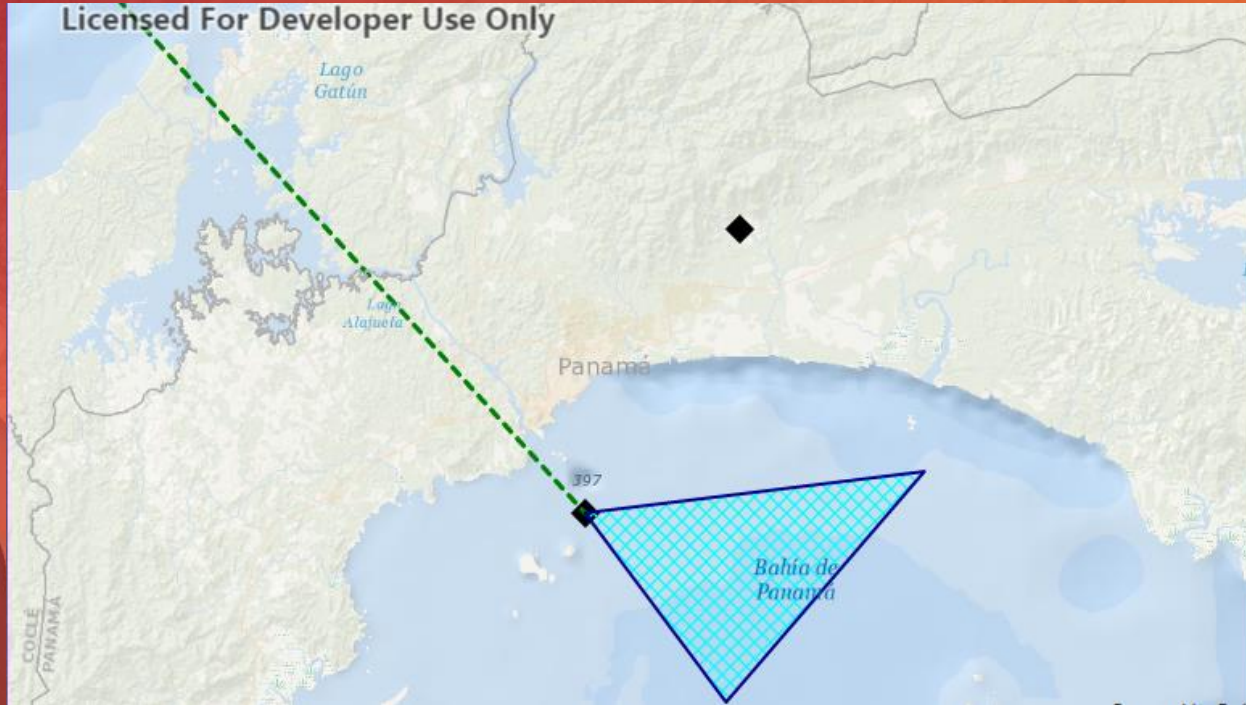 Licensed For Developer Use Only
Lago
Gatún
Lago
Alajuela
Panamá
397
Bahía de
Panamá
COCLÉ
PANAMÁ